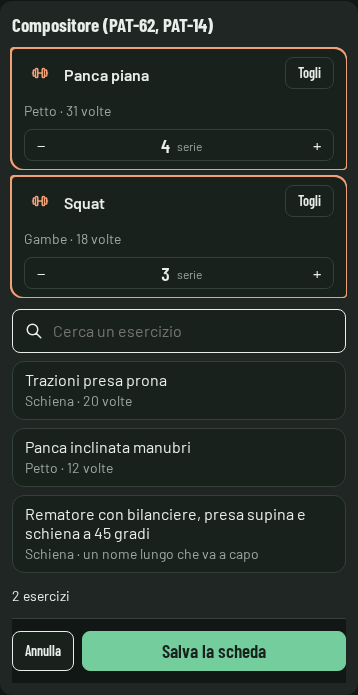 Compositore (PAT-62, PAT-14)
Panca piana
Togli
Petto · 31 volte
− 4 serie +
Squat
Togli
Gambe · 18 volte
− 3 serie +
Cerca un esercizio
Trazioni presa prona
Schiena · 20 volte
Panca inclinata manubri
Petto · 12 volte
Rematore con bilanciere, presa supina e
schiena a 45 gradi
Schiena · un nome lungo che va a capo
2 esercizi
Annulla
Salva la scheda